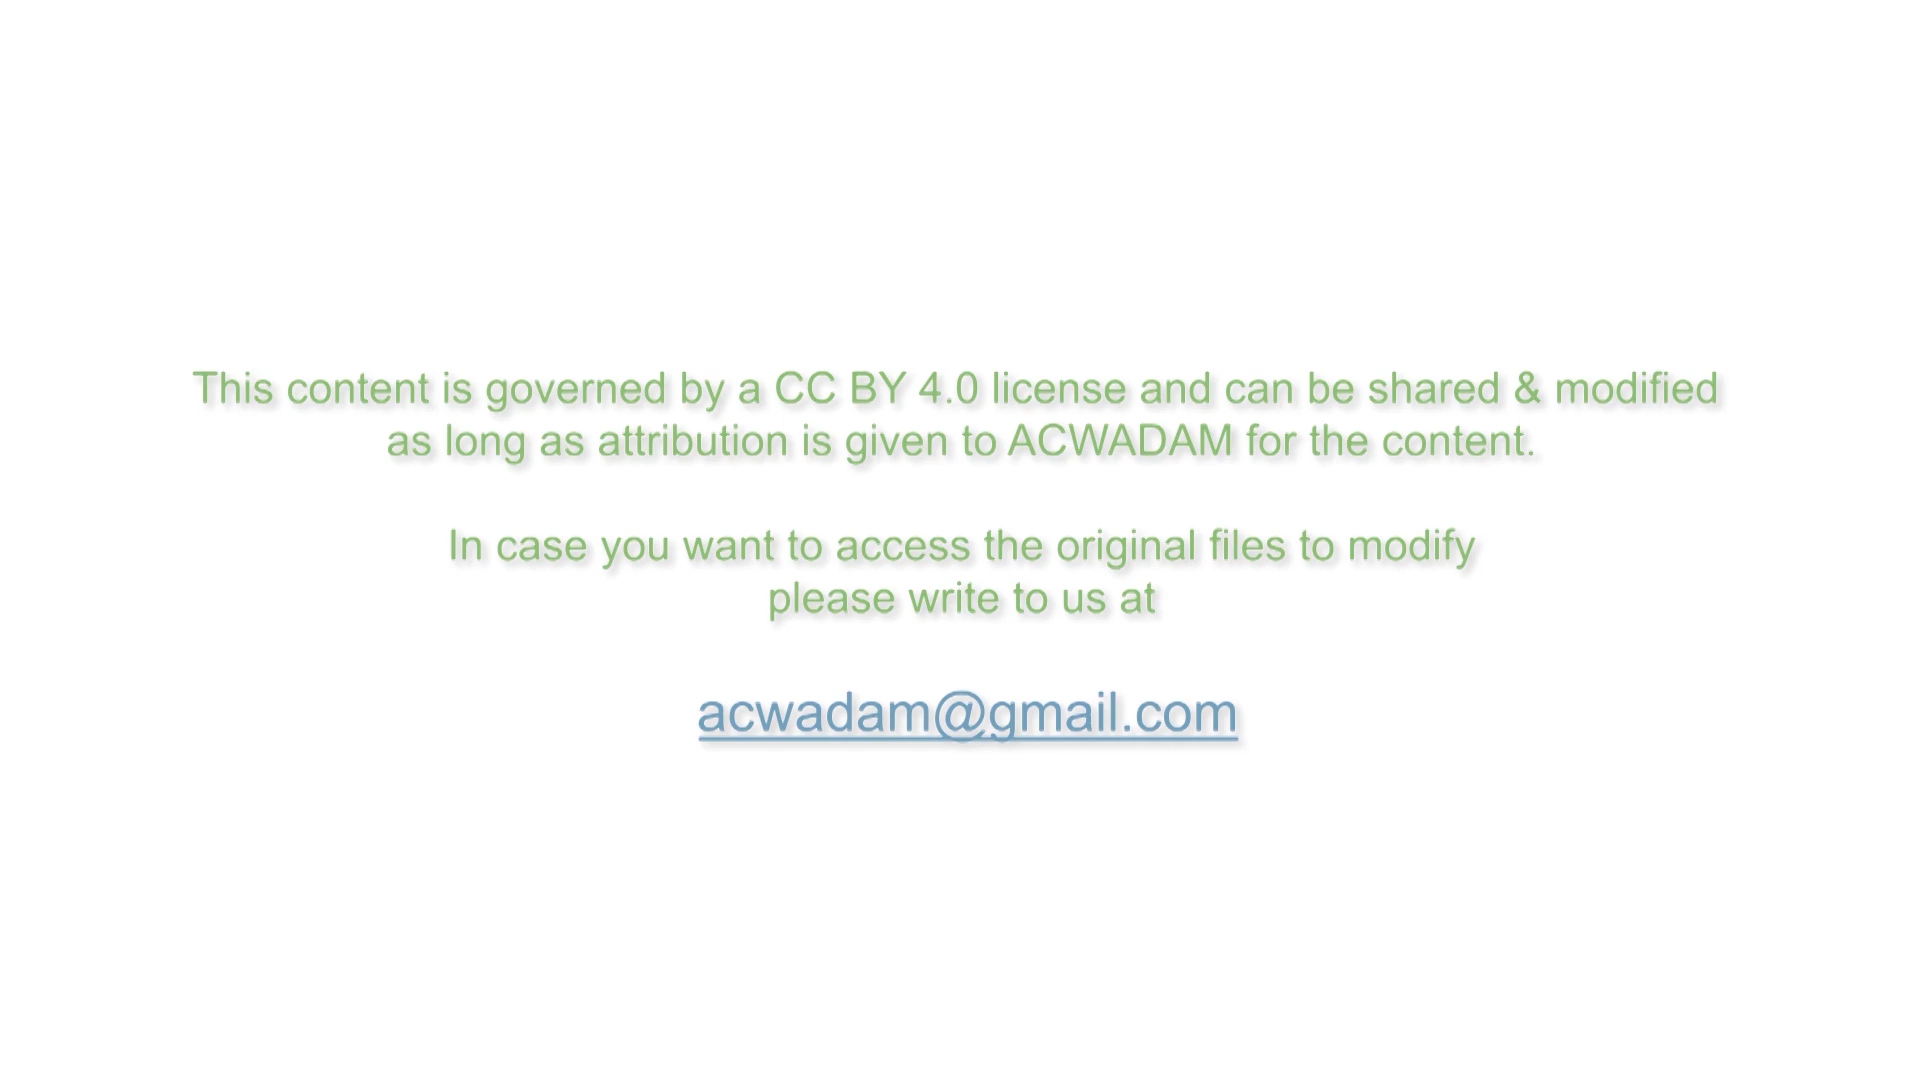 This content is governed by a CC BY 4.0 license and can be shared & modified
as long as attribution is given to ACWADAM for the content.
In case you want to access the original files to modify
please write to us at
acwadam@gmail.com